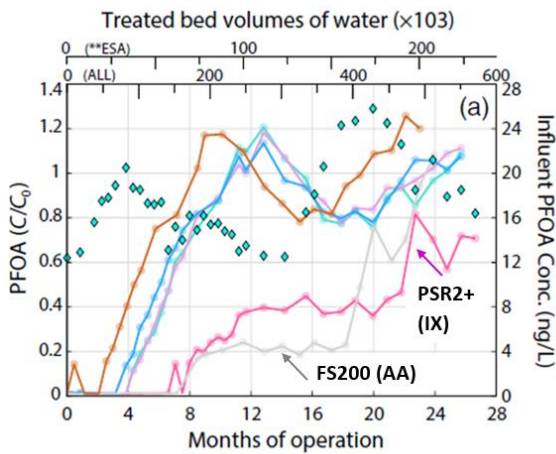 Treated bed volumes of water (×103)
0 (**ESA) 100 200
0 (ALL) 200 400 600
1.4 28
(a)
1.2 24
1 20
0.8 16
0.6 12
0.4 8
0.2 4
0 0
PFOA (C/C0)
Influent PFOA Conc. (ng/L)
PSR2+
(IX)
FS200 (AA)
0 4 8 12 16 20 24 28
Months of operation